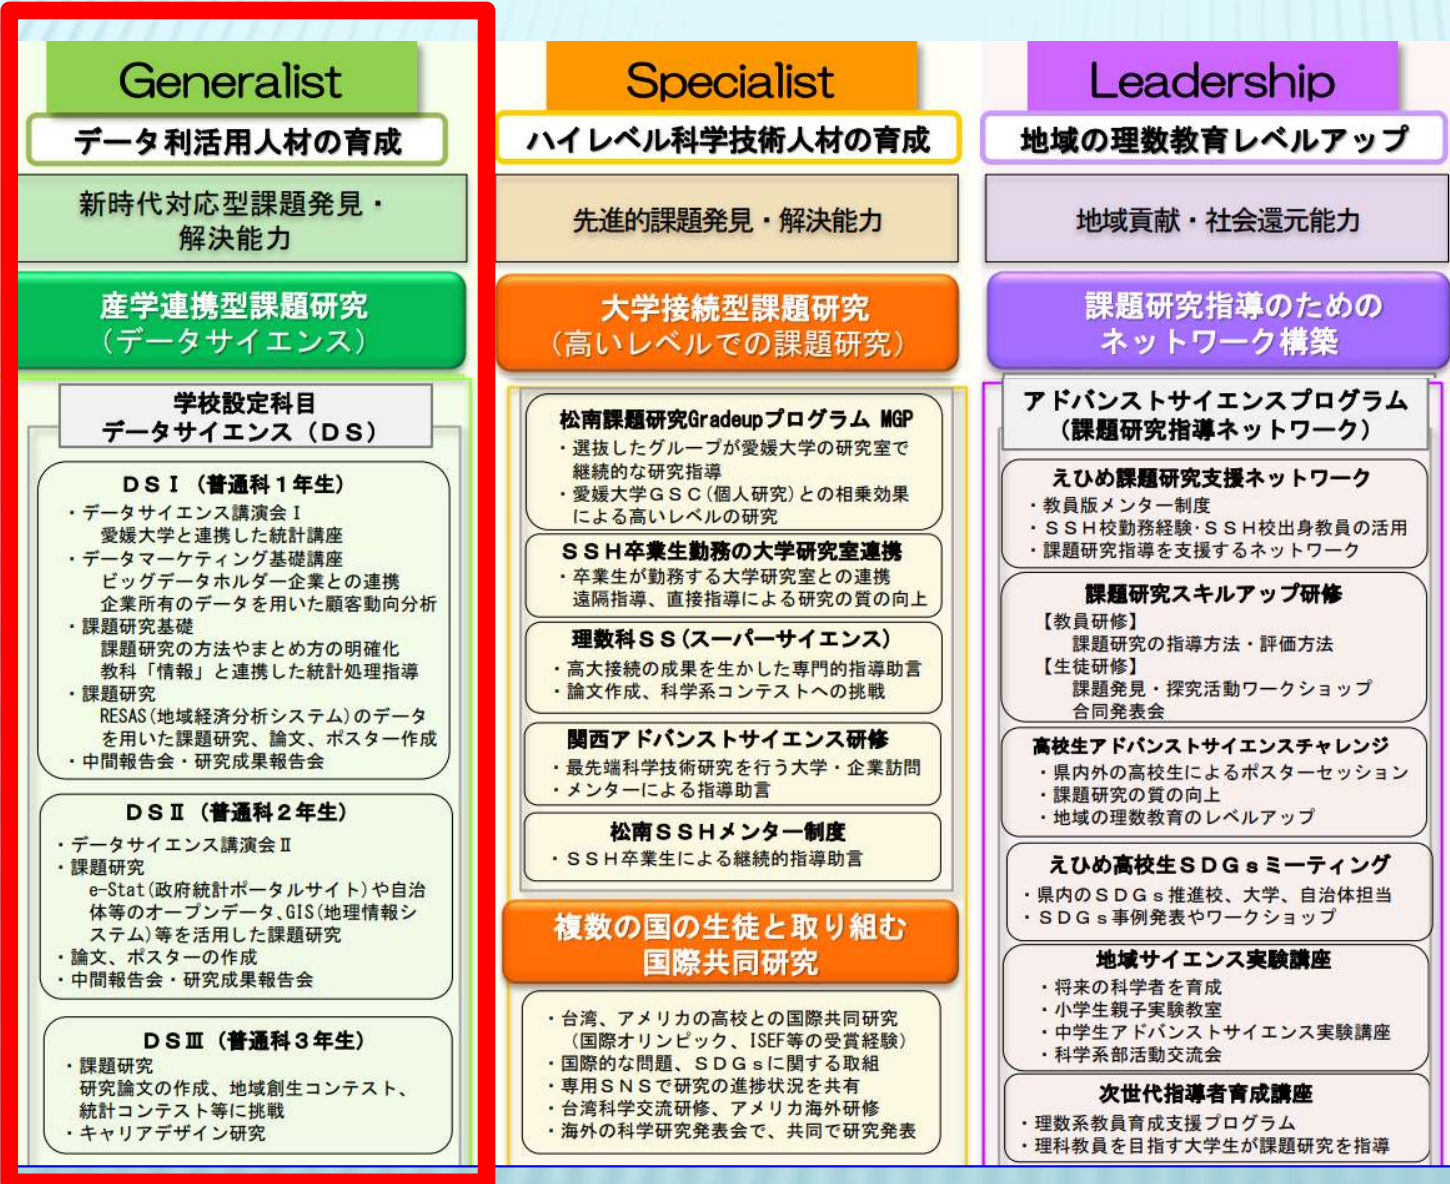 Generalist
データ利活用人材の育成
新時代対応型課題発見・
解決能力
産学連携型課題研究
（データサイエンス）
学校設定科目
データサイエンス（ＤＳ）
ＤＳⅠ（普通科１年生）
・データサイエンス講演会Ⅰ
愛媛大学と連携した統計講座
・データマーケティング基礎講座
ビッグデータホルダー企業との連携
企業所有のデータを用いた顧客動向分析
・課題研究基礎
課題研究の方法やまとめ方の明確化
教科「情報」と連携した統計処理指導
・課題研究
RESAS(地域経済分析システム)のデータ
を用いた課題研究、論文、ポスター作成
・中間報告会・研究成果報告会
ＤＳⅡ（普通科２年生）
・データサイエンス講演会Ⅱ
・課題研究
e-Stat(政府統計ポータルサイト)や自治
体等のオープンデータ、GIS(地理情報シ
ステム)等を活用した課題研究
・論文、ポスターの作成
・中間報告会・研究成果報告会
ＤＳⅢ（普通科３年生）
・課題研究
研究論文の作成、地域創生コンテスト、
統計コンテスト等に挑戦
・キャリアデザイン研究
Specialist
ハイレベル科学技術人材の育成
先進的課題発見・解決能力
大学接続型課題研究
（高いレベルでの課題研究）
松南課題研究Gradeupプログラム MGP
・選抜したグループが愛媛大学の研究室で
継続的な研究指導
・愛媛大学ＧＳＣ(個人研究)との相乗効果
による高いレベルの研究
ＳＳＨ卒業生勤務の大学研究室連携
・卒業生が勤務する大学研究室との連携
遠隔指導、直接指導による研究の質の向上
理数科ＳＳ(スーパーサイエンス)
・高大接続の成果を生かした専門的指導助言
・論文作成、科学系コンテストへの挑戦
関西アドバンストサイエンス研修
・最先端科学技術研究を行う大学・企業訪問
・メンターによる指導助言
松南ＳＳＨメンター制度
・ＳＳＨ卒業生による継続的指導助言
複数の国の生徒と取り組む
国際共同研究
・台湾、アメリカの高校との国際共同研究
（国際オリンピック、ISEF等の受賞経験）
・国際的な問題、ＳＤＧｓに関する取組
・専用ＳＮＳで研究の進捗状況を共有
・台湾科学交流研修、アメリカ海外研修
・海外の科学研究発表会で、共同で研究発表
Leadership
地域の理数教育レベルアップ
地域貢献・社会還元能力
課題研究指導のための
ネットワーク構築
アドバンストサイエンスプログラム
（課題研究指導ネットワーク）
えひめ課題研究支援ネットワーク
・教員版メンター制度
・ＳＳＨ校勤務経験・ＳＳＨ校出身教員の活用
・課題研究指導を支援するネットワーク
課題研究スキルアップ研修
【教員研修】
課題研究の指導方法・評価方法
【生徒研修】
課題発見・探究活動ワークショップ
合同発表会
高校生アドバンストサイエンスチャレンジ
・県内外の高校生によるポスターセッション
・課題研究の質の向上
・地域の理数教育のレベルアップ
えひめ高校生ＳＤＧｓミーティング
・県内のＳＤＧｓ推進校、大学、自治体担当
・ＳＤＧｓ事例発表やワークショップ
地域サイエンス実験講座
・将来の科学者を育成
・小学生親子実験教室
・中学生アドバンストサイエンス実験講座
・科学系部活動交流会
次世代指導者育成講座
・理数系教員育成支援プログラム
・理科教員を目指す大学生が課題研究を指導